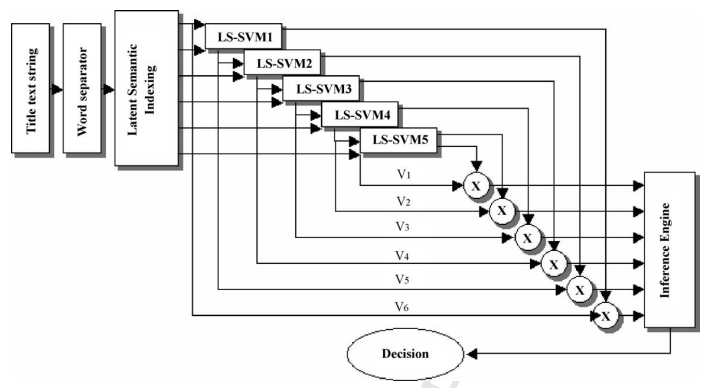 Title text string
Word separator
Latent Semantic
Indexing
LS-SVM1
LS-SVM2
LS-SVM3
LS-SVM4
LS-SVM5
V1
X
V2
X
V3
X
V4
X
V5
X
V6
X
Inference Engine
Decision